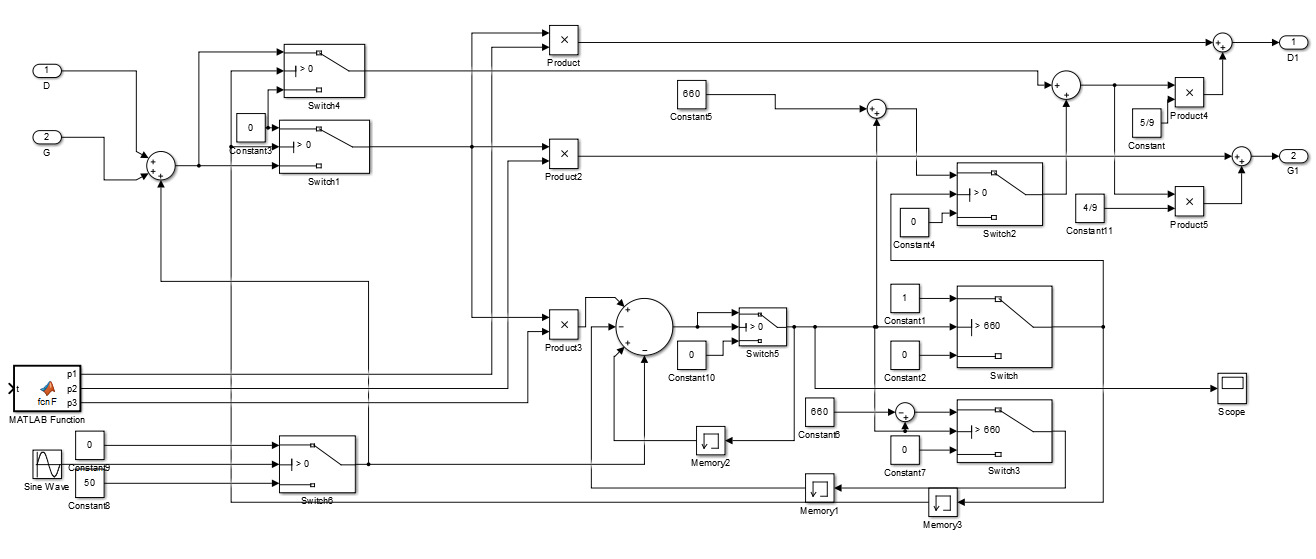 Product
1
D1
1
D
> 0
Switch4
660
Constant5
Product4
5/9
Constant
0
Constant3
2
G
> 0
Switch1
Product2
2
G1
> 0
Switch2
0
Constant4
4/9
Constant11
Product5
1
Constant1
> 660
Switch
0
Constant2
Product3
> 0
Switch5
0
Constant10
t
fcn F
p1
p2
p3
MATLAB Function
Scope
660
Constant6
0
Constant7
> 660
Switch3
0
Constant9
Sine Wave
50
Constant8
> 0
Switch6
Memory2
Memory1
Memory3